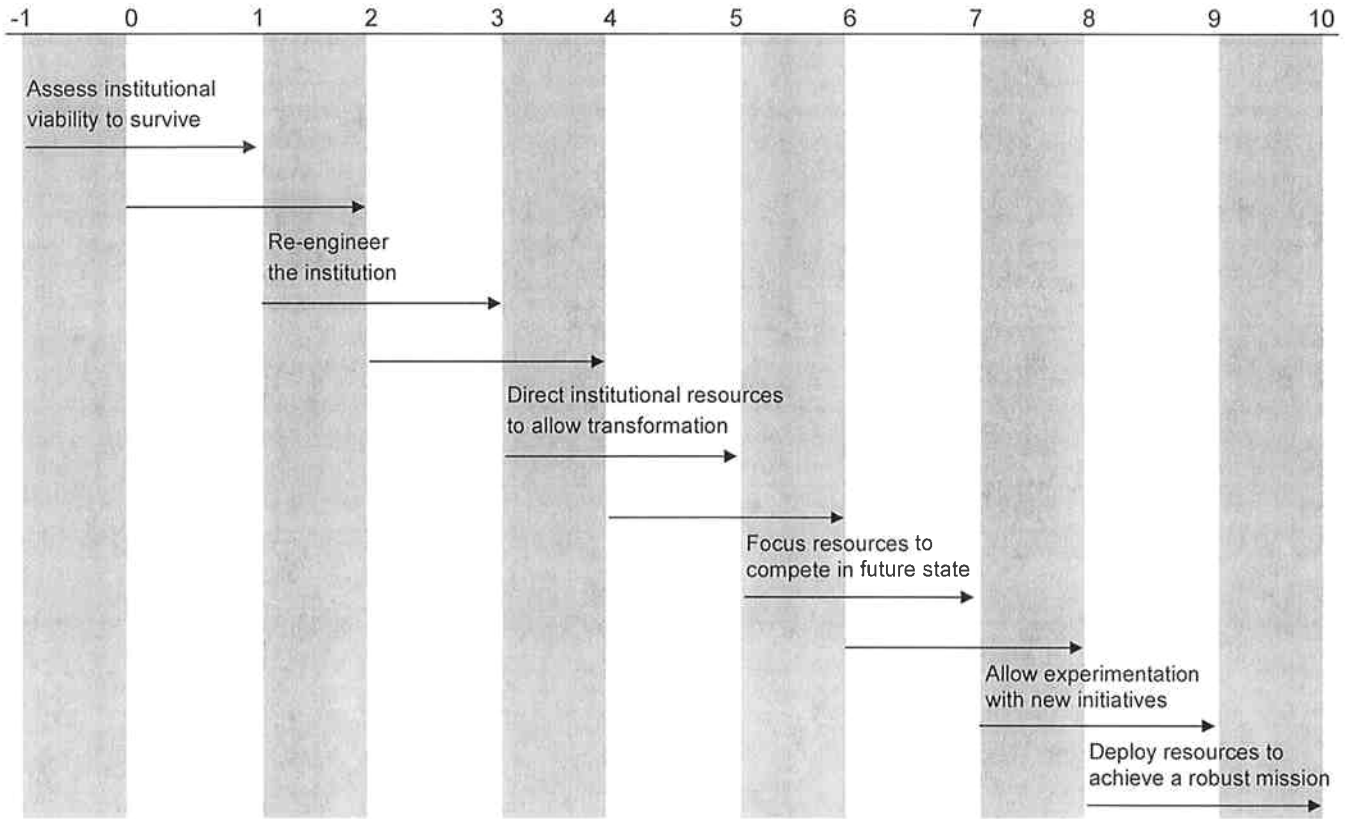 -1 0 1 2 3 4 5 6 7 8 9 10
Assess institutional
viability to survive
Re-engineer
the institution
Direct institutional resources
to allow transformation
Focus resources to
compete in future state
Allow experimentation
with new initiatives
Deploy resources to
achieve a robust mission